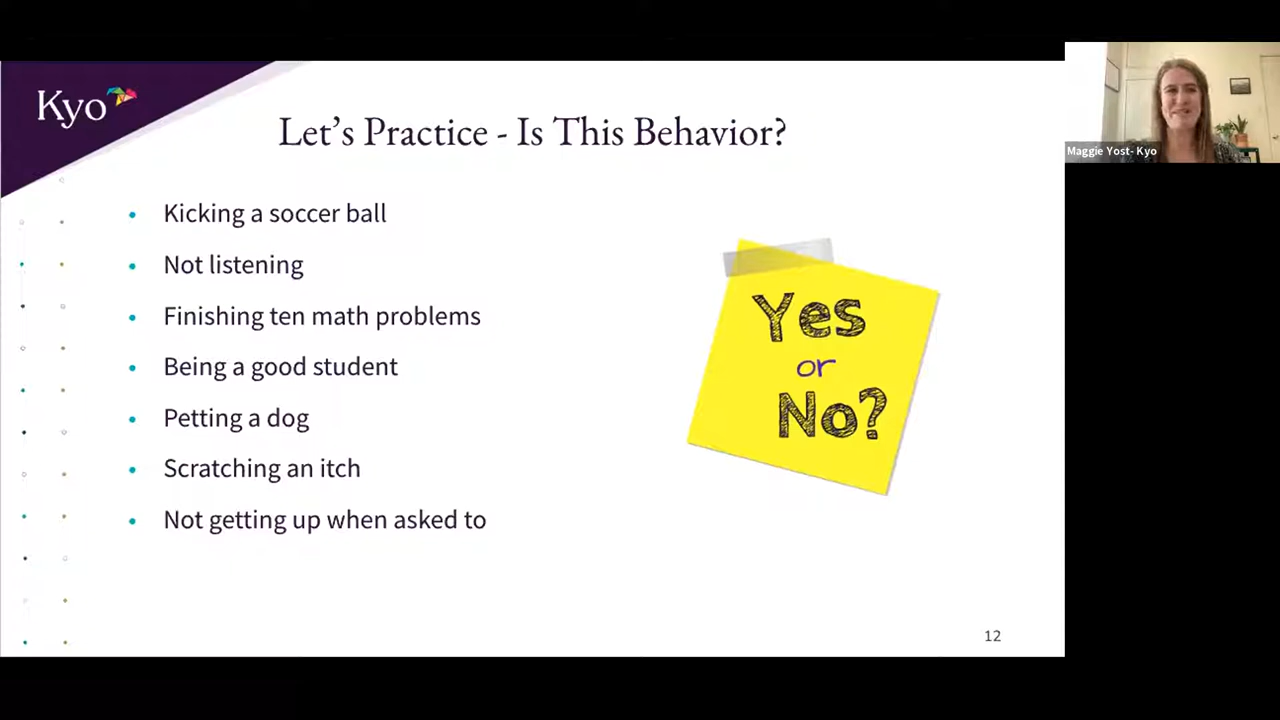 Kyo
Let's Practice - Is This Behavior?
• Kicking a soccer ball
• Not listening
• Finishing ten math problems
• Being a good student
• Petting a dog
• Scratching an itch
• Not getting up when asked to
Yes
or
No?
12
Maggie Yost- Kyo